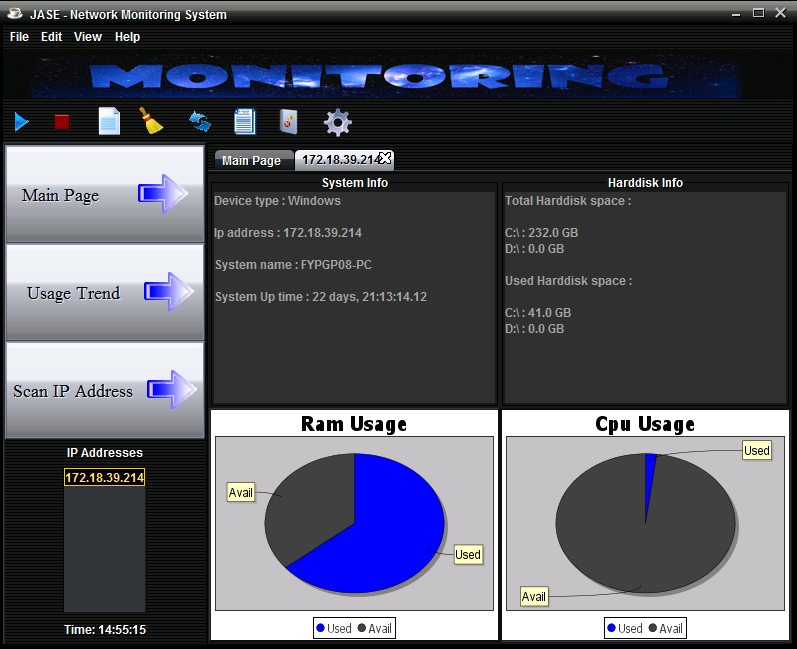 JASE - Network Monitoring System
File Edit View Help
MONITORING
Main Page
Usage Trend
Scan IP Address
IP Addresses
172.18.39.214
Time: 14:55:15
Main Page 172.18.39.214
System Info
Device type : Windows
Ip address : 172.18.39.214
System name : FYPGP08-PC
System Up time : 22 days, 21:13:14.12
Harddisk Info
Total Harddisk space :
C:\ : 232.0 GB
D:\ : 0.0 GB
Used Harddisk space :
C:\ : 41.0 GB
D:\ : 0.0 GB
Ram Usage
Avail
Used
Used Avail
Cpu Usage
Used
Avail
Used Avail